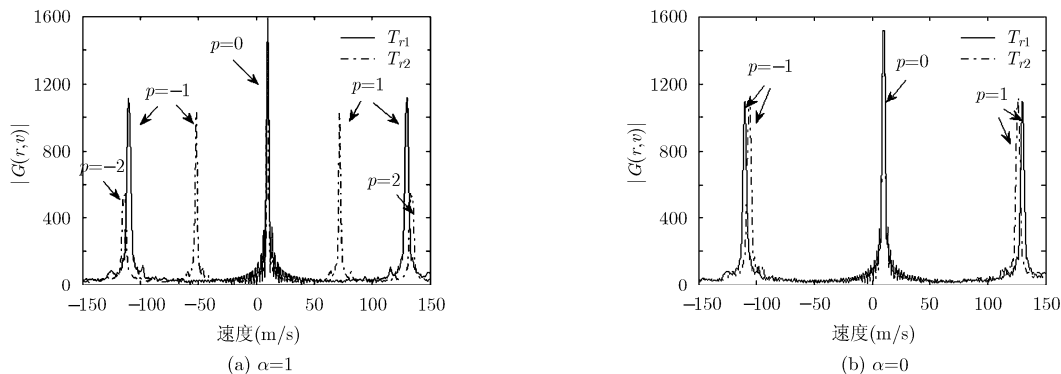 1600
1200
800
400
0
|G(r,v)|
p=0
p=−1
p=1
p=−2
p=2
T_{r1}
T_{r2}
−150 −100 −50 0 50 100 150
速度(m/s)
(a) α=1
1600
1200
800
400
0
|G(r,v)|
p=−1
p=0
p=1
T_{r1}
T_{r2}
−150 −100 −50 0 50 100 150
速度(m/s)
(b) α=0